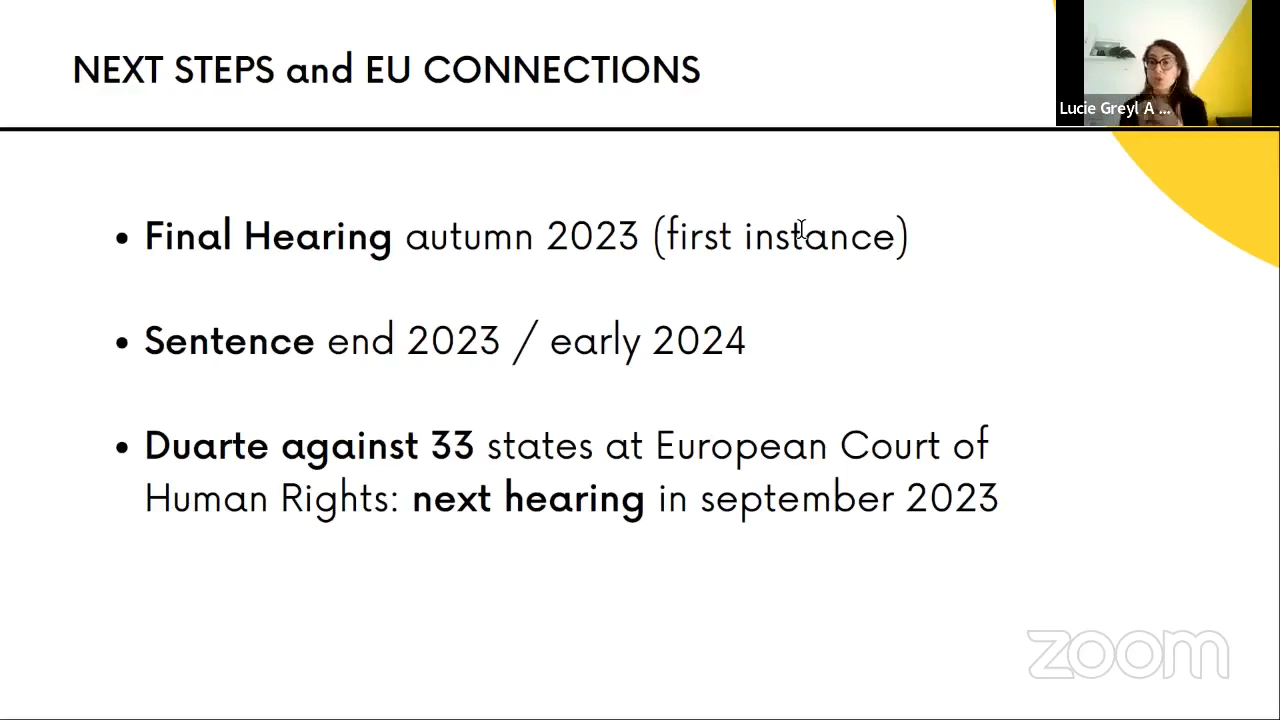 NEXT STEPS and EU CONNECTIONS
Lucie Greyl A ...
• Final Hearing autumn 2023 (first instance)
• Sentence end 2023 / early 2024
• Duarte against 33 states at European Court of
Human Rights: next hearing in september 2023
zoom